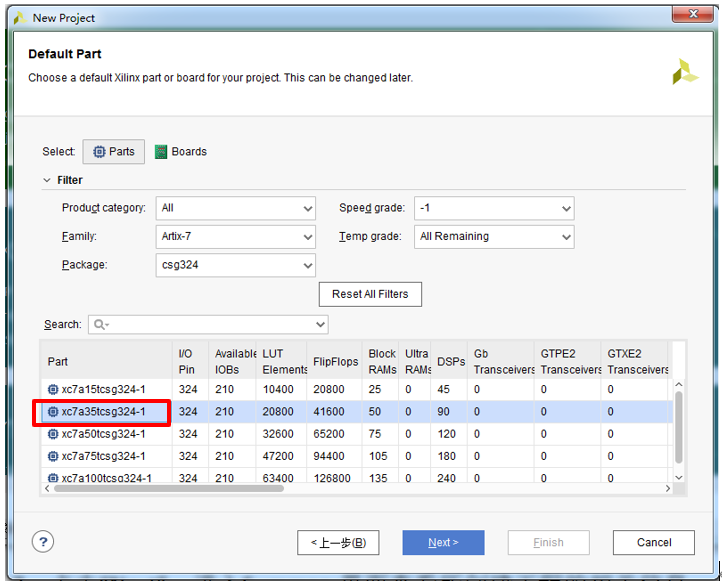 New Project
Default Part
Choose a default Xilinx part or board for your project. This can be changed later.
Select: Parts Boards
Filter
Product category: All Speed grade: -1
Family: Artix-7 Temp grade: All Remaining
Package: csg324
Reset All Filters
Search:
Part I/O Pin Available IOBs LUT Elements FlipFlops Block RAMs Ultra RAMs DSPs Gb Transceivers GTPE2 Transceivers GTXE2 Transceivers
xc7a15tcsg324-1 324 210 10400 20800 25 0 45 0 0 0
xc7a35tcsg324-1 324 210 20800 41600 50 0 90 0 0 0
xc7a50tcsg324-1 324 210 32600 65200 75 0 120 0 0 0
xc7a75tcsg324-1 324 210 47200 94400 105 0 180 0 0 0
xc7a100tcsg324-1 324 210 63400 126800 135 0 240 0 0 0
? <上一步(B) Next > Finish Cancel